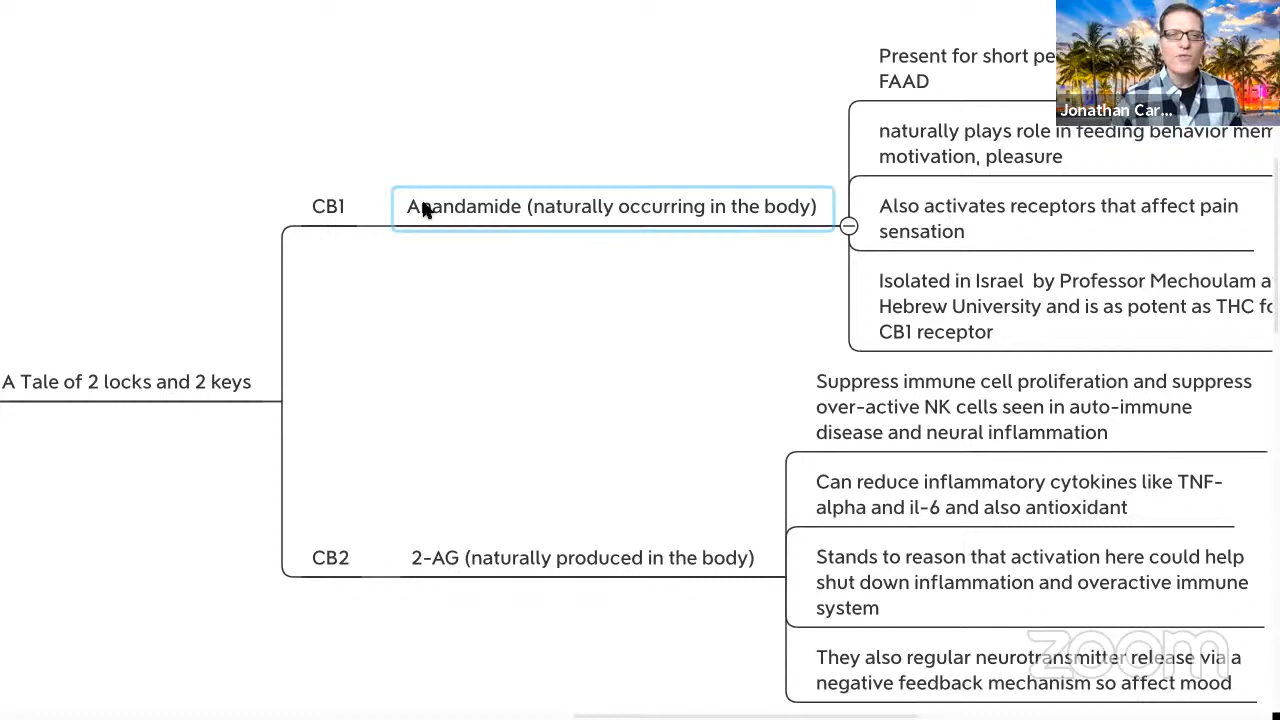 Present for short
FAAD
Jonathan Car...
naturally plays role in feeding behavior
motivation, pleasure
CB1
Anandamide (naturally occurring in the body)
Also activates receptors that affect pain
sensation
Isolated in Israel by Professor Mechoulam
Hebrew University and is as potent as THC
CB1 receptor
A Tale of 2 locks and 2 keys
Suppress immune cell proliferation and suppress
over-active NK cells seen in auto-immune
disease and neural inflammation
Can reduce inflammatory cytokines like TNF-
alpha and il-6 and also antioxidant
CB2
2-AG (naturally produced in the body)
Stands to reason that activation here could help
shut down inflammation and overactive immune
system
They also regular neurotransmitter release via a
negative feedback mechanism so affect mood
zoom